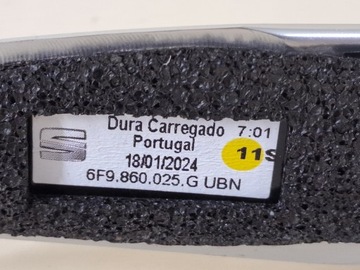 Dura Carregado 7:01
Portugal
18/01/2024
11S
6F9.860.025.G UBN